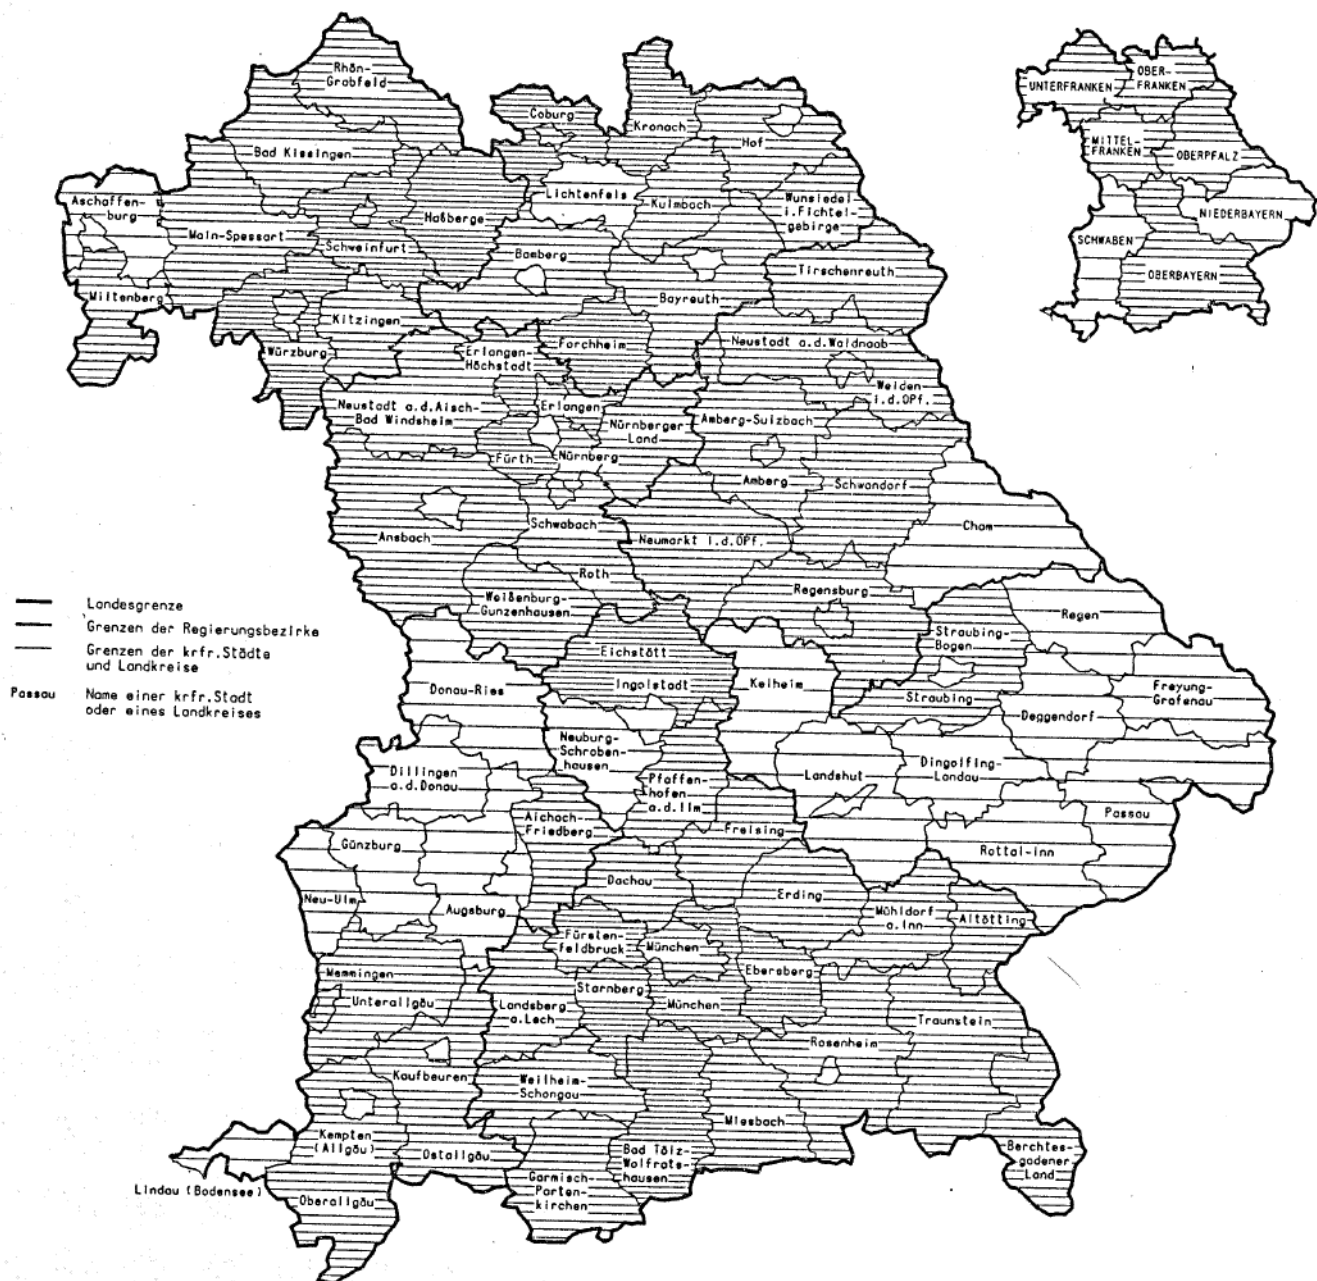 Rhön-
Grabfeld
Coburg
Kronach
Hof
Bad Kissingen
Lichtenfels
Kulmbach
Wunsiedel
i.Fichtel-
gebirge
Aschaffen-
burg
Haßberge
Main-Spessart
Schweinfurt
Bamberg
Tirschenreuth
Miltenberg
Bayreuth
Kitzingen
Würzburg
Erlangen-
Höchstadt
Forchheim
Neustadt a.d.Waldnaab
Weiden
i.d.OPf.
Neustadt a.d.Aisch-
Bad Windsheim
Erlangen
Nürnberger
Land
Amberg-Sulzbach
Fürth
Nürnberg
Amberg
Schwandorf
Ansbach
Schwabach
Neumarkt i.d.OPf.
Cham
Roth
Weißenburg-
Gunzenhausen
Regensburg
Regen
Straubing-
Bogen
Eichstätt
Ingolstadt
Kelheim
Straubing
Freyung-
Grafenau
Deggendorf
Donau-Ries
Neuburg-
Schroben-
hausen
Dillingen
a.d.Donau
Pfaffen-
hofen
a.d.Ilm
Landshut
Dingolfing-
Landau
Passau
Aichach-
Friedberg
Freising
Günzburg
Rottal-Inn
Dachau
Erding
Neu-Ulm
Augsburg
Mühldorf
a.Inn
Altötting
Fürsten-
feldbruck
München
Memmingen
Unterallgäu
Ebersberg
Starnberg
München
Landsberg
a.Lech
Traunstein
Rosenheim
Kaufbeuren
Weilheim-
Schongau
Miesbach
Kempten
(Allgäu)
Ostallgäu
Bad Tölz-
Wolfrats-
hausen
Berchtes-
gadener
Land
Garmisch-
Parten-
kirchen
Lindau (Bodensee)
Oberallgäu
UNTERFRANKEN
OBER-
FRANKEN
MITTEL-
FRANKEN
OBERPFALZ
NIEDERBAYERN
SCHWABEN
OBERBAYERN
Landesgrenze
Grenzen der Regierungsbezirke
Grenzen der krfr.Städte
und Landkreise
Passau Name einer krfr.Stadt
oder eines Landkreises